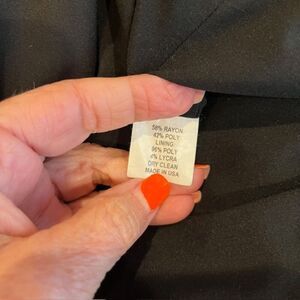 58% RAYON
42% POLY
LINING
96% POLY
4% LYCRA
DRY CLEAN
MADE IN USA